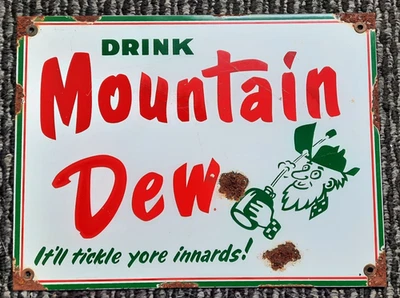 DRINK
Mountain
Dew
It'll tickle yore innards!